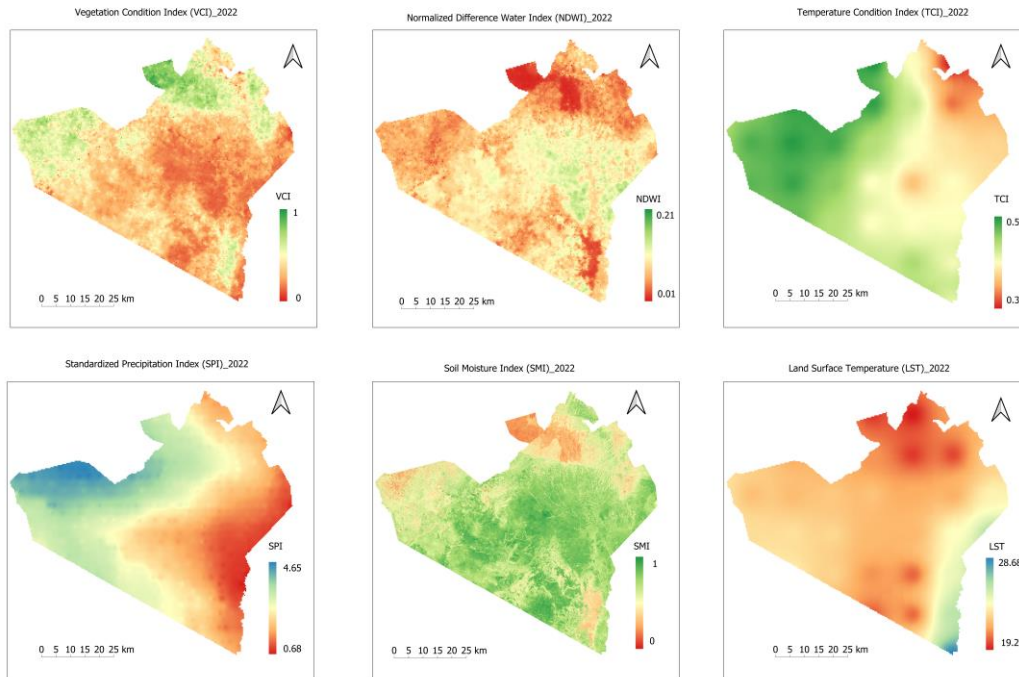 Vegetation Condition Index (VCI)_2022
VCI
1
0
0 5 10 15 20 25 km
Normalized Difference Water Index (NDWI)_2022
NDWI
0.21
0.01
0 5 10 15 20 25 km
Temperature Condition Index (TCI)_2022
TCI
0.5
0.3
0 5 10 15 20 25 km
Standardized Precipitation Index (SPI)_2022
SPI
4.65
0.68
0 5 10 15 20 25 km
Soil Moisture Index (SMI)_2022
SMI
1
0
0 5 10 15 20 25 km
Land Surface Temperature (LST)_2022
LST
28.68
19.2
0 5 10 15 20 25 km